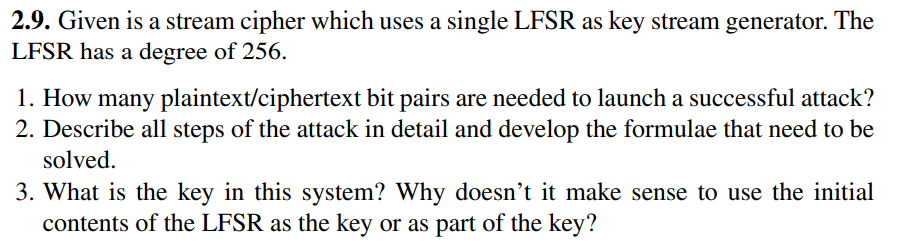 2.9. Given is a stream cipher which uses a single LFSR as key stream generator. The
LFSR has a degree of 256.
1. How many plaintext/ciphertext bit pairs are needed to launch a successful attack?
2. Describe all steps of the attack in detail and develop the formulae that need to be
solved.
3. What is the key in this system? Why doesn’t it make sense to use the initial
contents of the LFSR as the key or as part of the key?